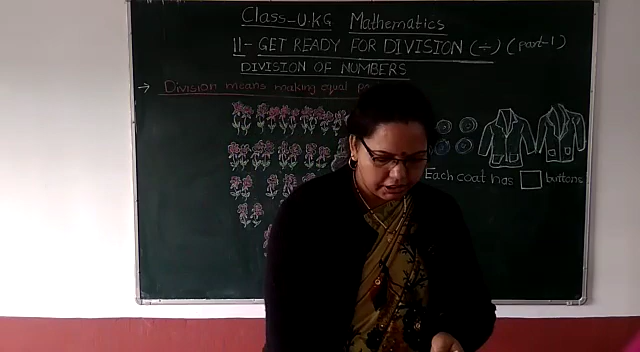 Class-U.KG Mathematics
11- GET READY FOR DIVISION (÷) (part-1)
DIVISION OF NUMBERS
→ Division means making equal
Each coat has buttons